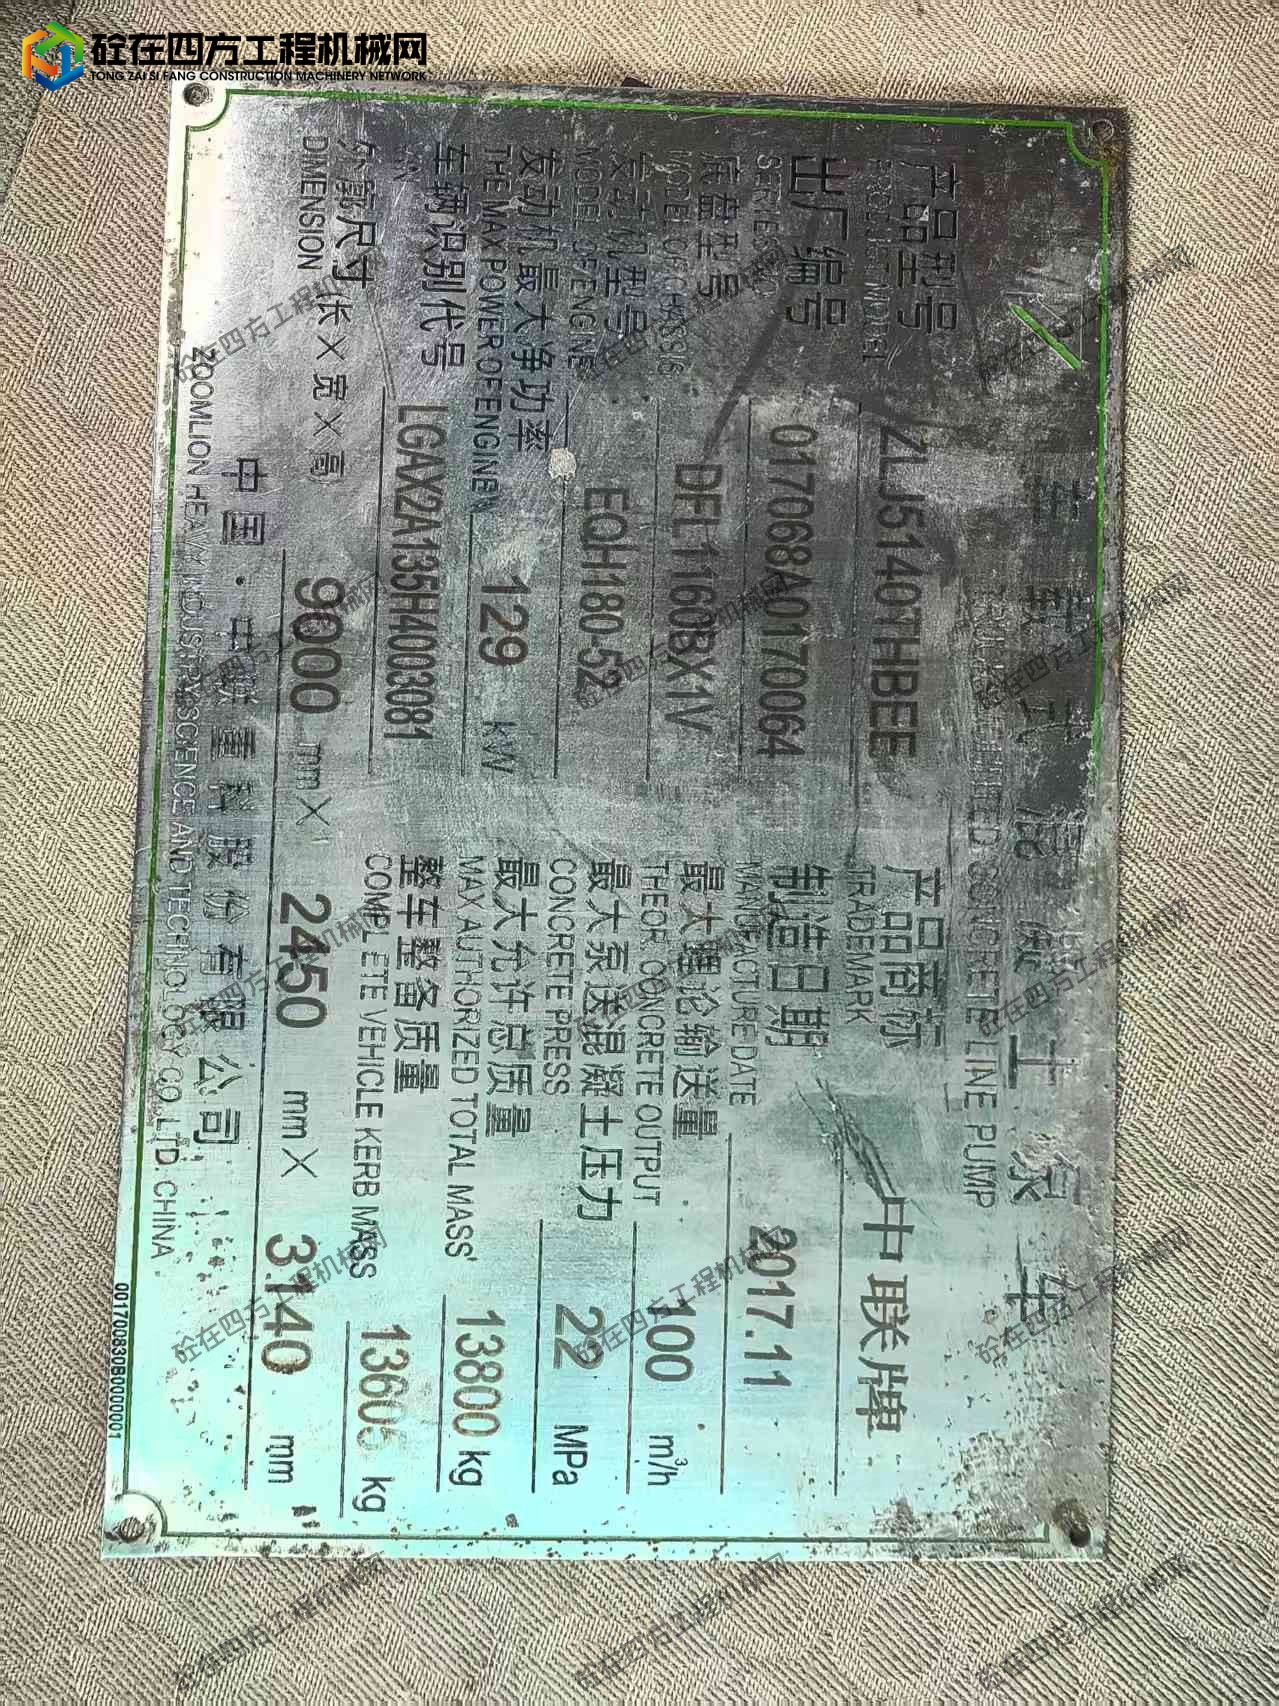 砼在四方工程机械网
TONG ZAI SI FANG CONSTRUCTION MACHINERY NETWORK
车载式混凝土泵车
TRUCK-MOUNTED CONCRETE LINE PUMP
产品型号 ZLJ5140THBEE
PRODUCT MODEL
产品商标 中联牌
TRADEMARK
出厂编号 017068A0170064
SERIES NO
制造日期 2017.11
MANUFACTURE DATE
底盘型号 DFL1160BX1V
MODEL OF CHASSIS
最大理论输送量 100 m³/h
THEOR CONCRETE OUTPUT
发动机型号 EQH180-52
MODEL OF ENGINE
最大泵送混凝土压力 22 MPa
CONCRETE PRESS
发动机最大净功率 129 kW
THE MAX POWER OF ENGINE
最大允许总质量 13800 kg
MAX AUTHORIZED TOTAL MASS
车辆识别代号 LGAX2A135H4003081
整车整备质量 13605 kg
COMPLETE VEHICLE KERB MASS
外廓尺寸(长×宽×高) 9000 mm× 2450 mm× 3140 mm
DIMENSION
中国·中联重科股份有限公司
ZOOMLION HEAVY INDUSTRY SCIENCE AND TECHNOLOGY CO.,LTD. CHINA
00170830B0000001